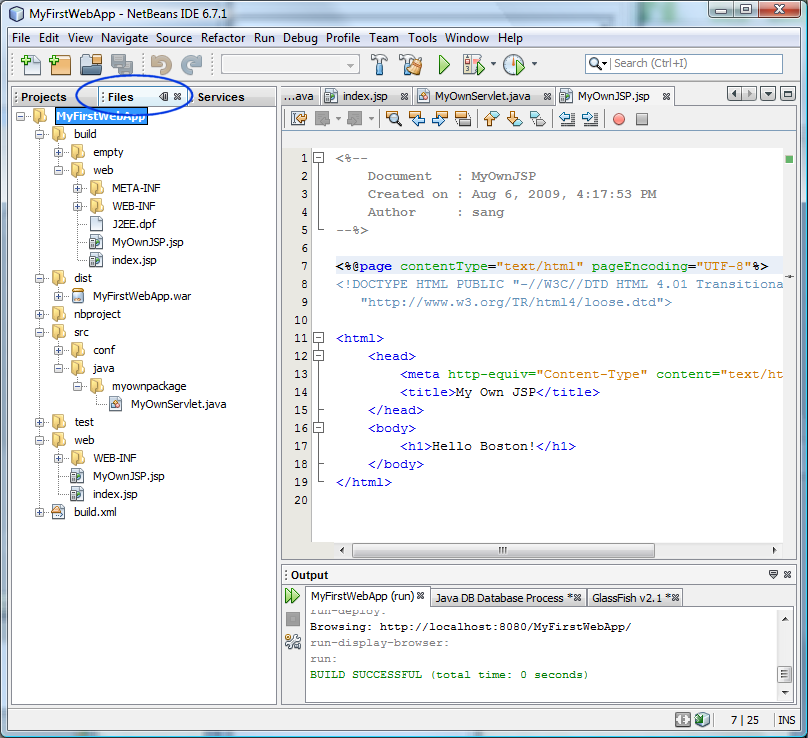 MyFirstWebApp - NetBeans IDE 6.7.1
File Edit View Navigate Source Refactor Run Debug Profile Team Tools Window Help
Search (Ctrl+I)
Projects Files Services
MyFirstWebApp
build
empty
web
META-INF
WEB-INF
J2EE.dpf
MyOwnJSP.jsp
index.jsp
dist
MyFirstWebApp.war
nbproject
src
conf
java
myownpackage
MyOwnServlet.java
test
web
WEB-INF
MyOwnJSP.jsp
index.jsp
build.xml
...ava index.jsp MyOwnServlet.java MyOwnJSP.jsp
1 <%--
2 Document : MyOwnJSP
3 Created on : Aug 6, 2009, 4:17:53 PM
4 Author : sang
5 --%>
6
7 <%@page contentType="text/html" pageEncoding="UTF-8"%>
8 <!DOCTYPE HTML PUBLIC "-//W3C//DTD HTML 4.01 Transitiona
9 "http://www.w3.org/TR/html4/loose.dtd">
10
11 <html>
12 <head>
13 <meta http-equiv="Content-Type" content="text/ht
14 <title>My Own JSP</title>
15 </head>
16 <body>
17 <h1>Hello Boston!</h1>
18 </body>
19 </html>
20
Output
MyFirstWebApp (run) Java DB Database Process * GlassFish v2.1 *
run-deploy:
Browsing: http://localhost:8080/MyFirstWebApp/
run-display-browser:
run:
BUILD SUCCESSFUL (total time: 0 seconds)
7 | 25 INS